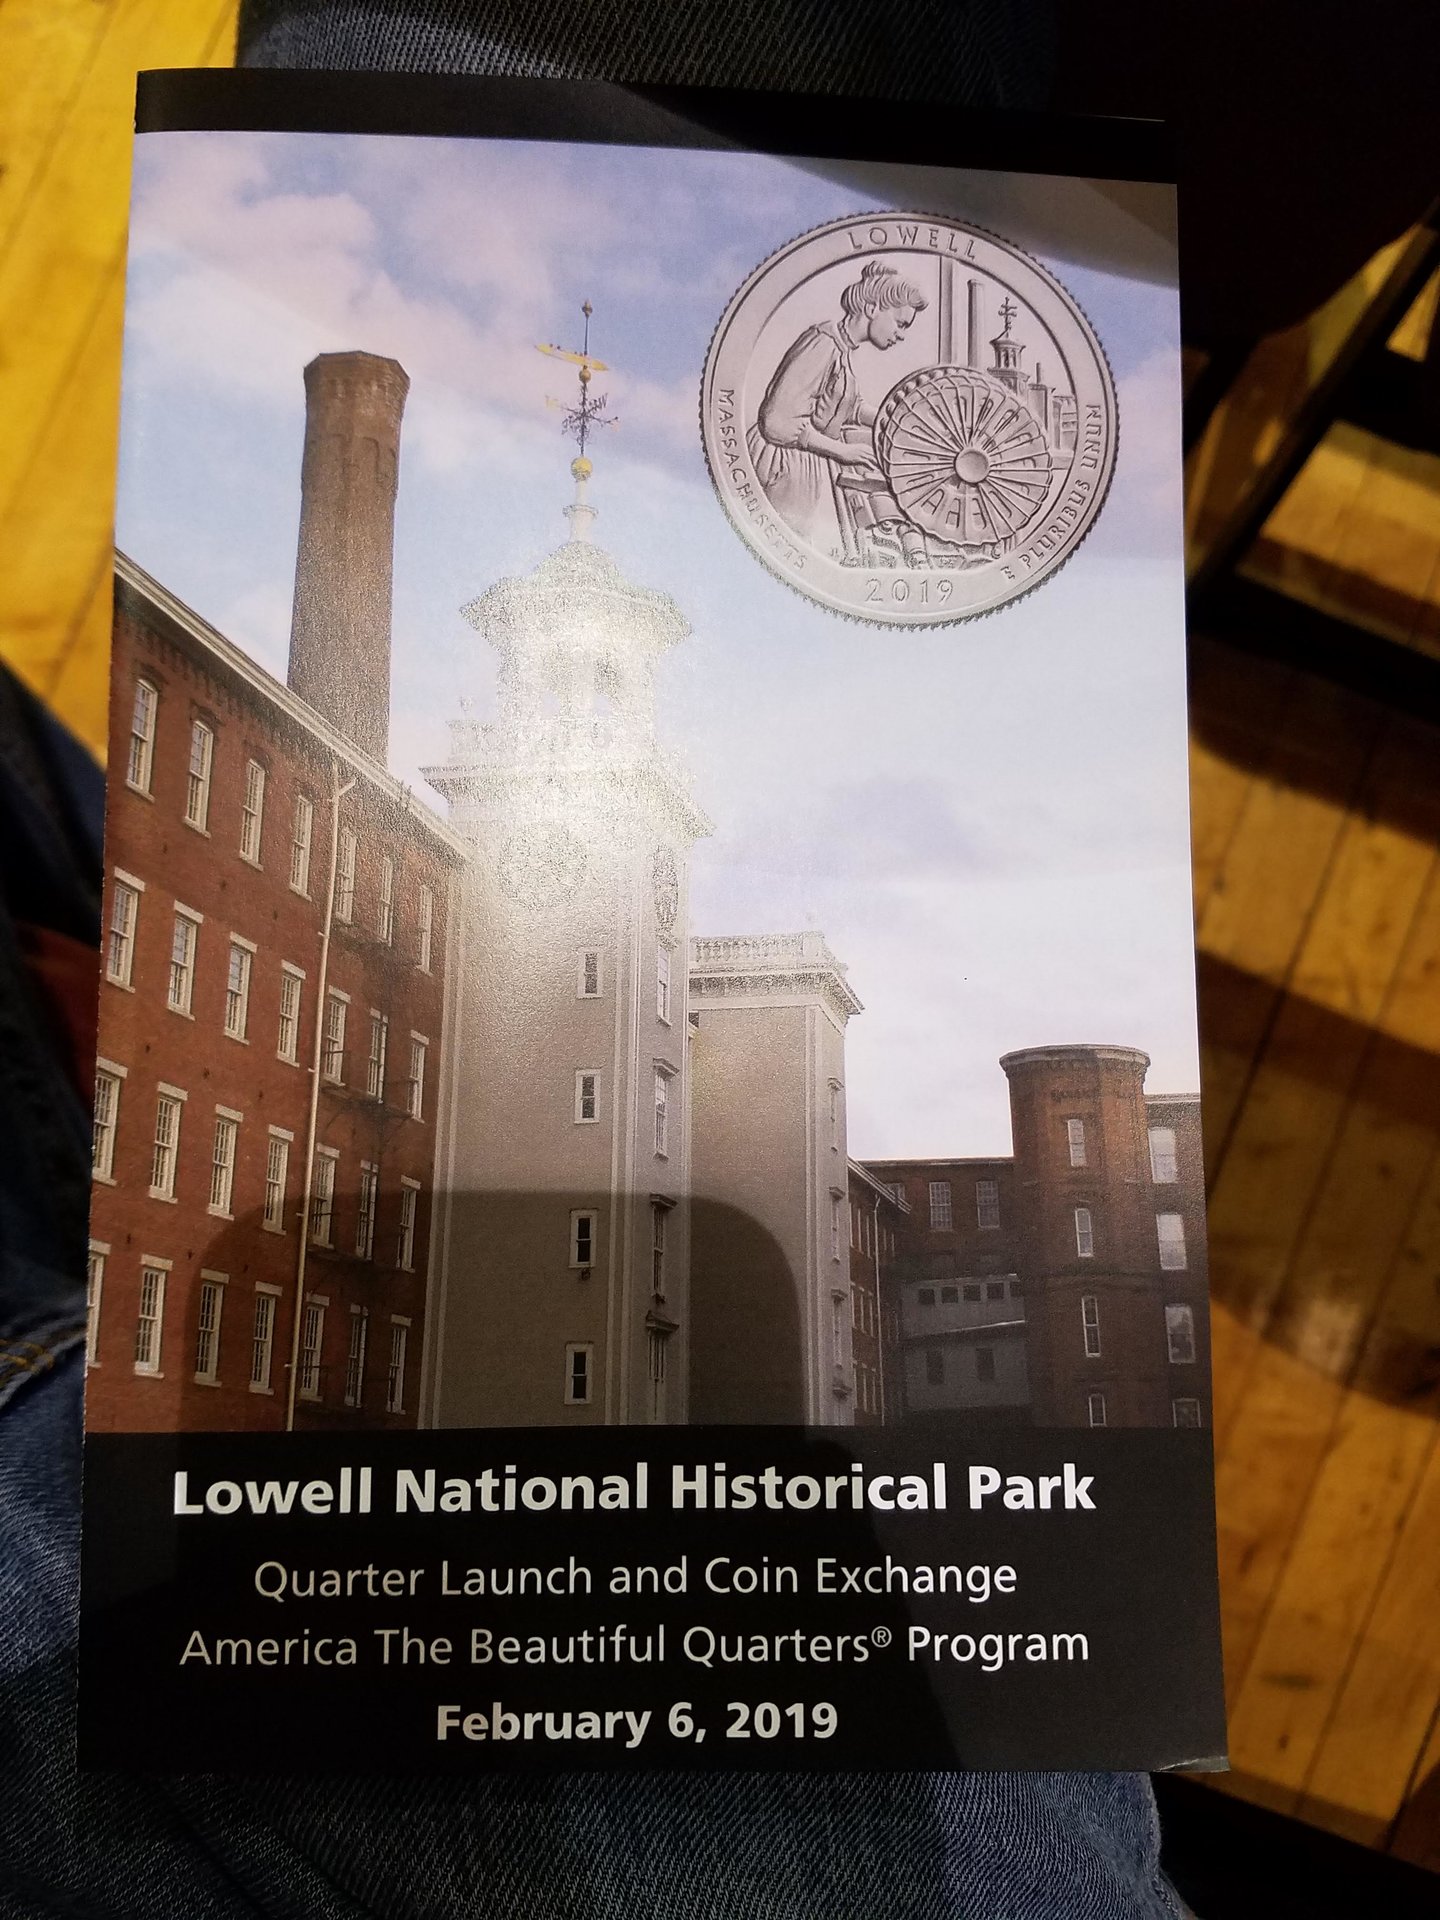 LOWELL
MASSACHUSETTS
E PLURIBUS UNUM
2019
Lowell National Historical Park
Quarter Launch and Coin Exchange
America The Beautiful Quarters® Program
February 6, 2019